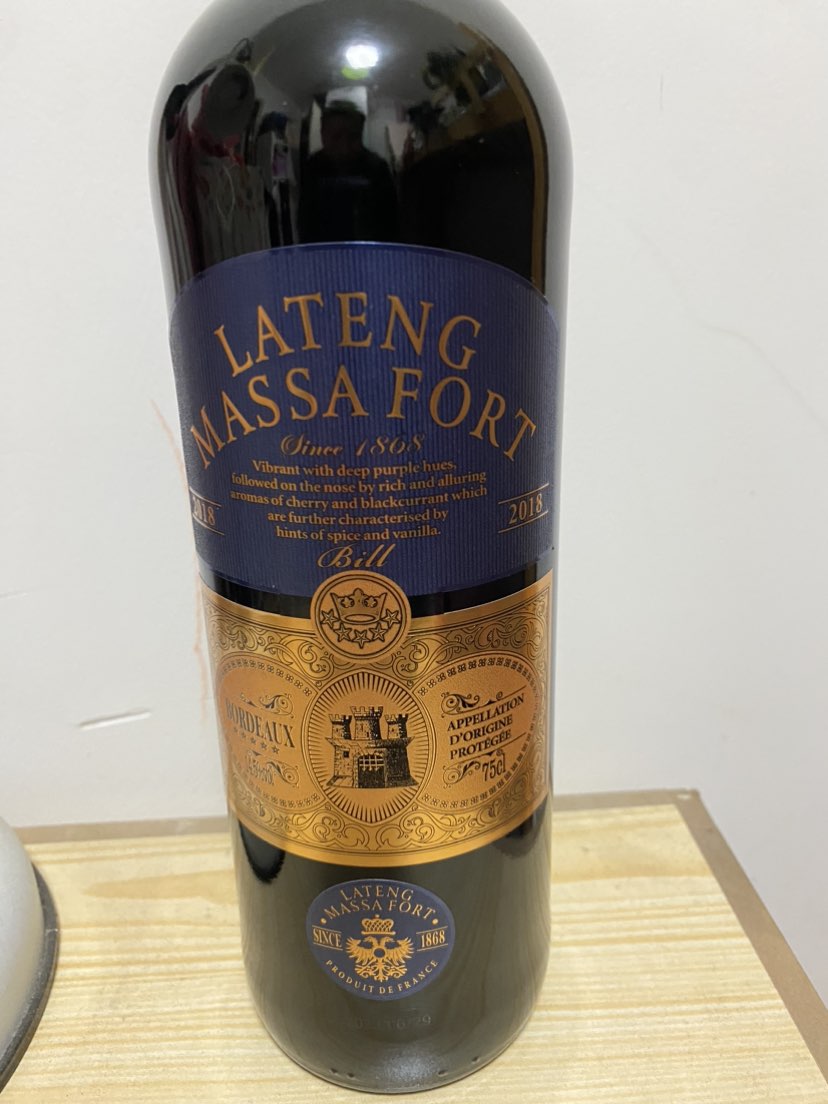 LATENG
MASSA FORT
Since 1868
Vibrant with deep purple hues,
followed on the nose by rich and alluring
aromas of cherry and blackcurrant which
are further characterised by
hints of spice and vanilla.
2018
2018
Bill
BORDEAUX
APPELLATION
D'ORIGINE
PROTÉGÉE
75cl
LATENG
MASSA FORT
SINCE 1868
PRODUIT DE FRANCE